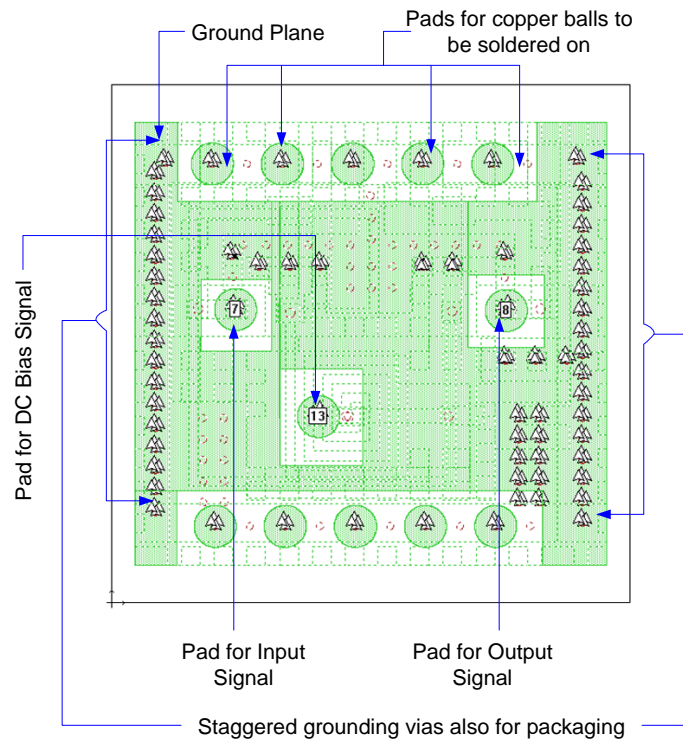 Ground Plane
Pads for copper balls to
be soldered on
Pad for DC Bias Signal
7
8
13
Pad for Input
Signal
Pad for Output
Signal
Staggered grounding vias also for packaging